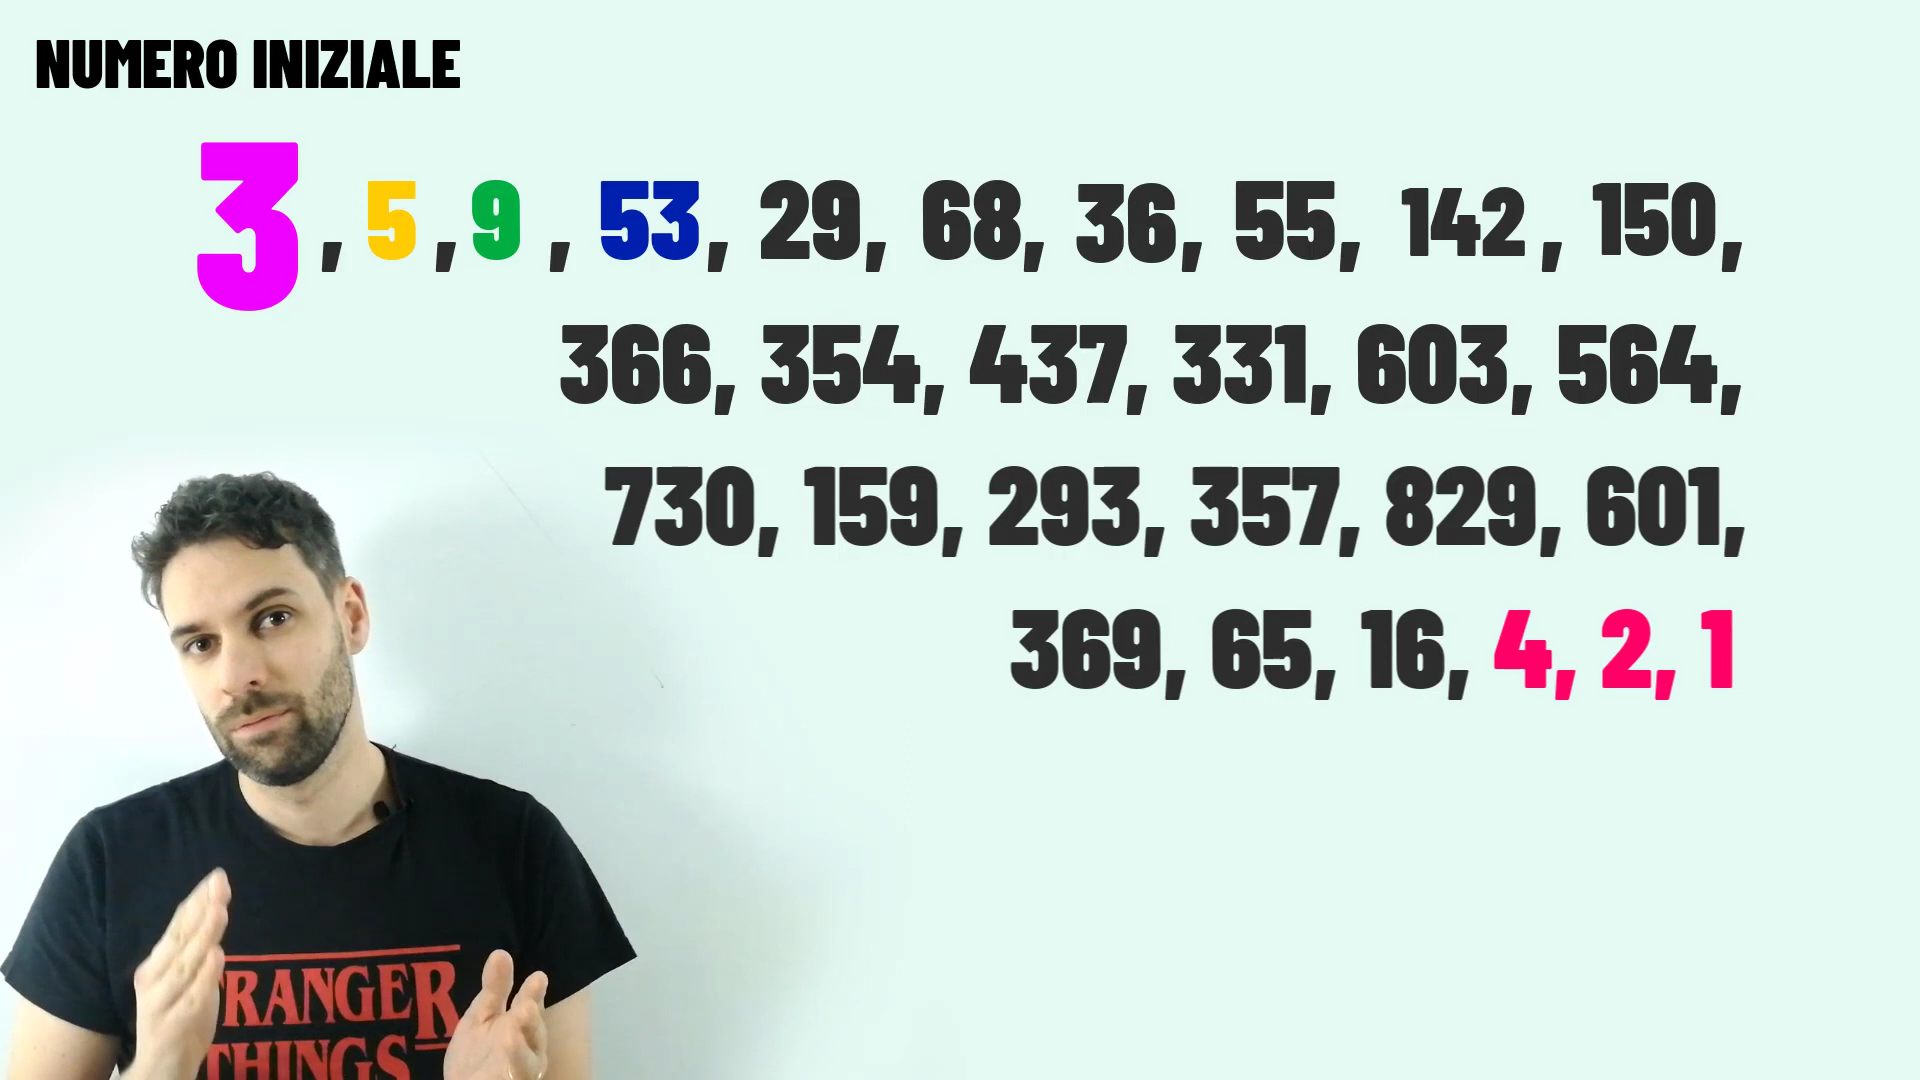 NUMERO INIZIALE
3, 5, 9, 53, 29, 68, 36, 55, 142, 150,
366, 354, 437, 331, 603, 564,
730, 159, 293, 357, 829, 601,
369, 65, 16, 4, 2, 1
TRANGER
THINGS